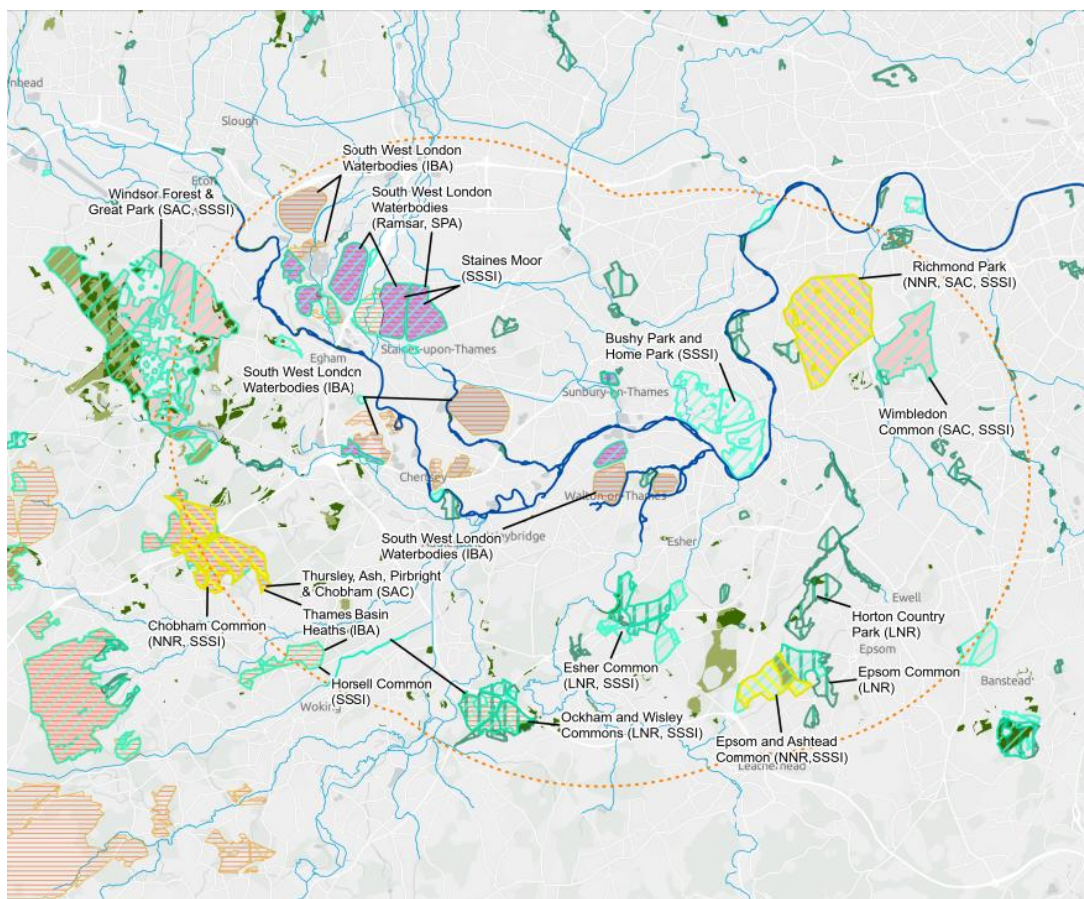 nhead
Slough
Eton
South West London
Waterbodies (IBA)
Windsor Forest &
Great Park (SAC, SSSI)
South West London
Waterbodies
(Ramsar, SPA)
Staines Moor
(SSSI)
Richmond Park
(NNR, SAC, SSSI)
Egham
Staines-upon-Thames
Bushy Park and
Home Park (SSSI)
South West London
Waterbodies (IBA)
Sunbury-on-Thames
Wimbledon
Common (SAC, SSSI)
Chertsey
Walton-on-Thames
South West London
Waterbodies (IBA)
ybridge
Esher
Thursley, Ash, Pirbright
& Chobham (SAC)
Thames Basin
Heaths (IBA)
Chobham Common
(NNR, SSSI)
Ewell
Horton Country
Park (LNR)
Epsom
Esher Common
(LNR, SSSI)
Epsom Common
(LNR)
Banstead
Horsell Common
(SSSI)
Woking
Ockham and Wisley
Commons (LNR, SSSI)
Epsom and Ashtead
Common (NNR,SSSI)
Leatherhead